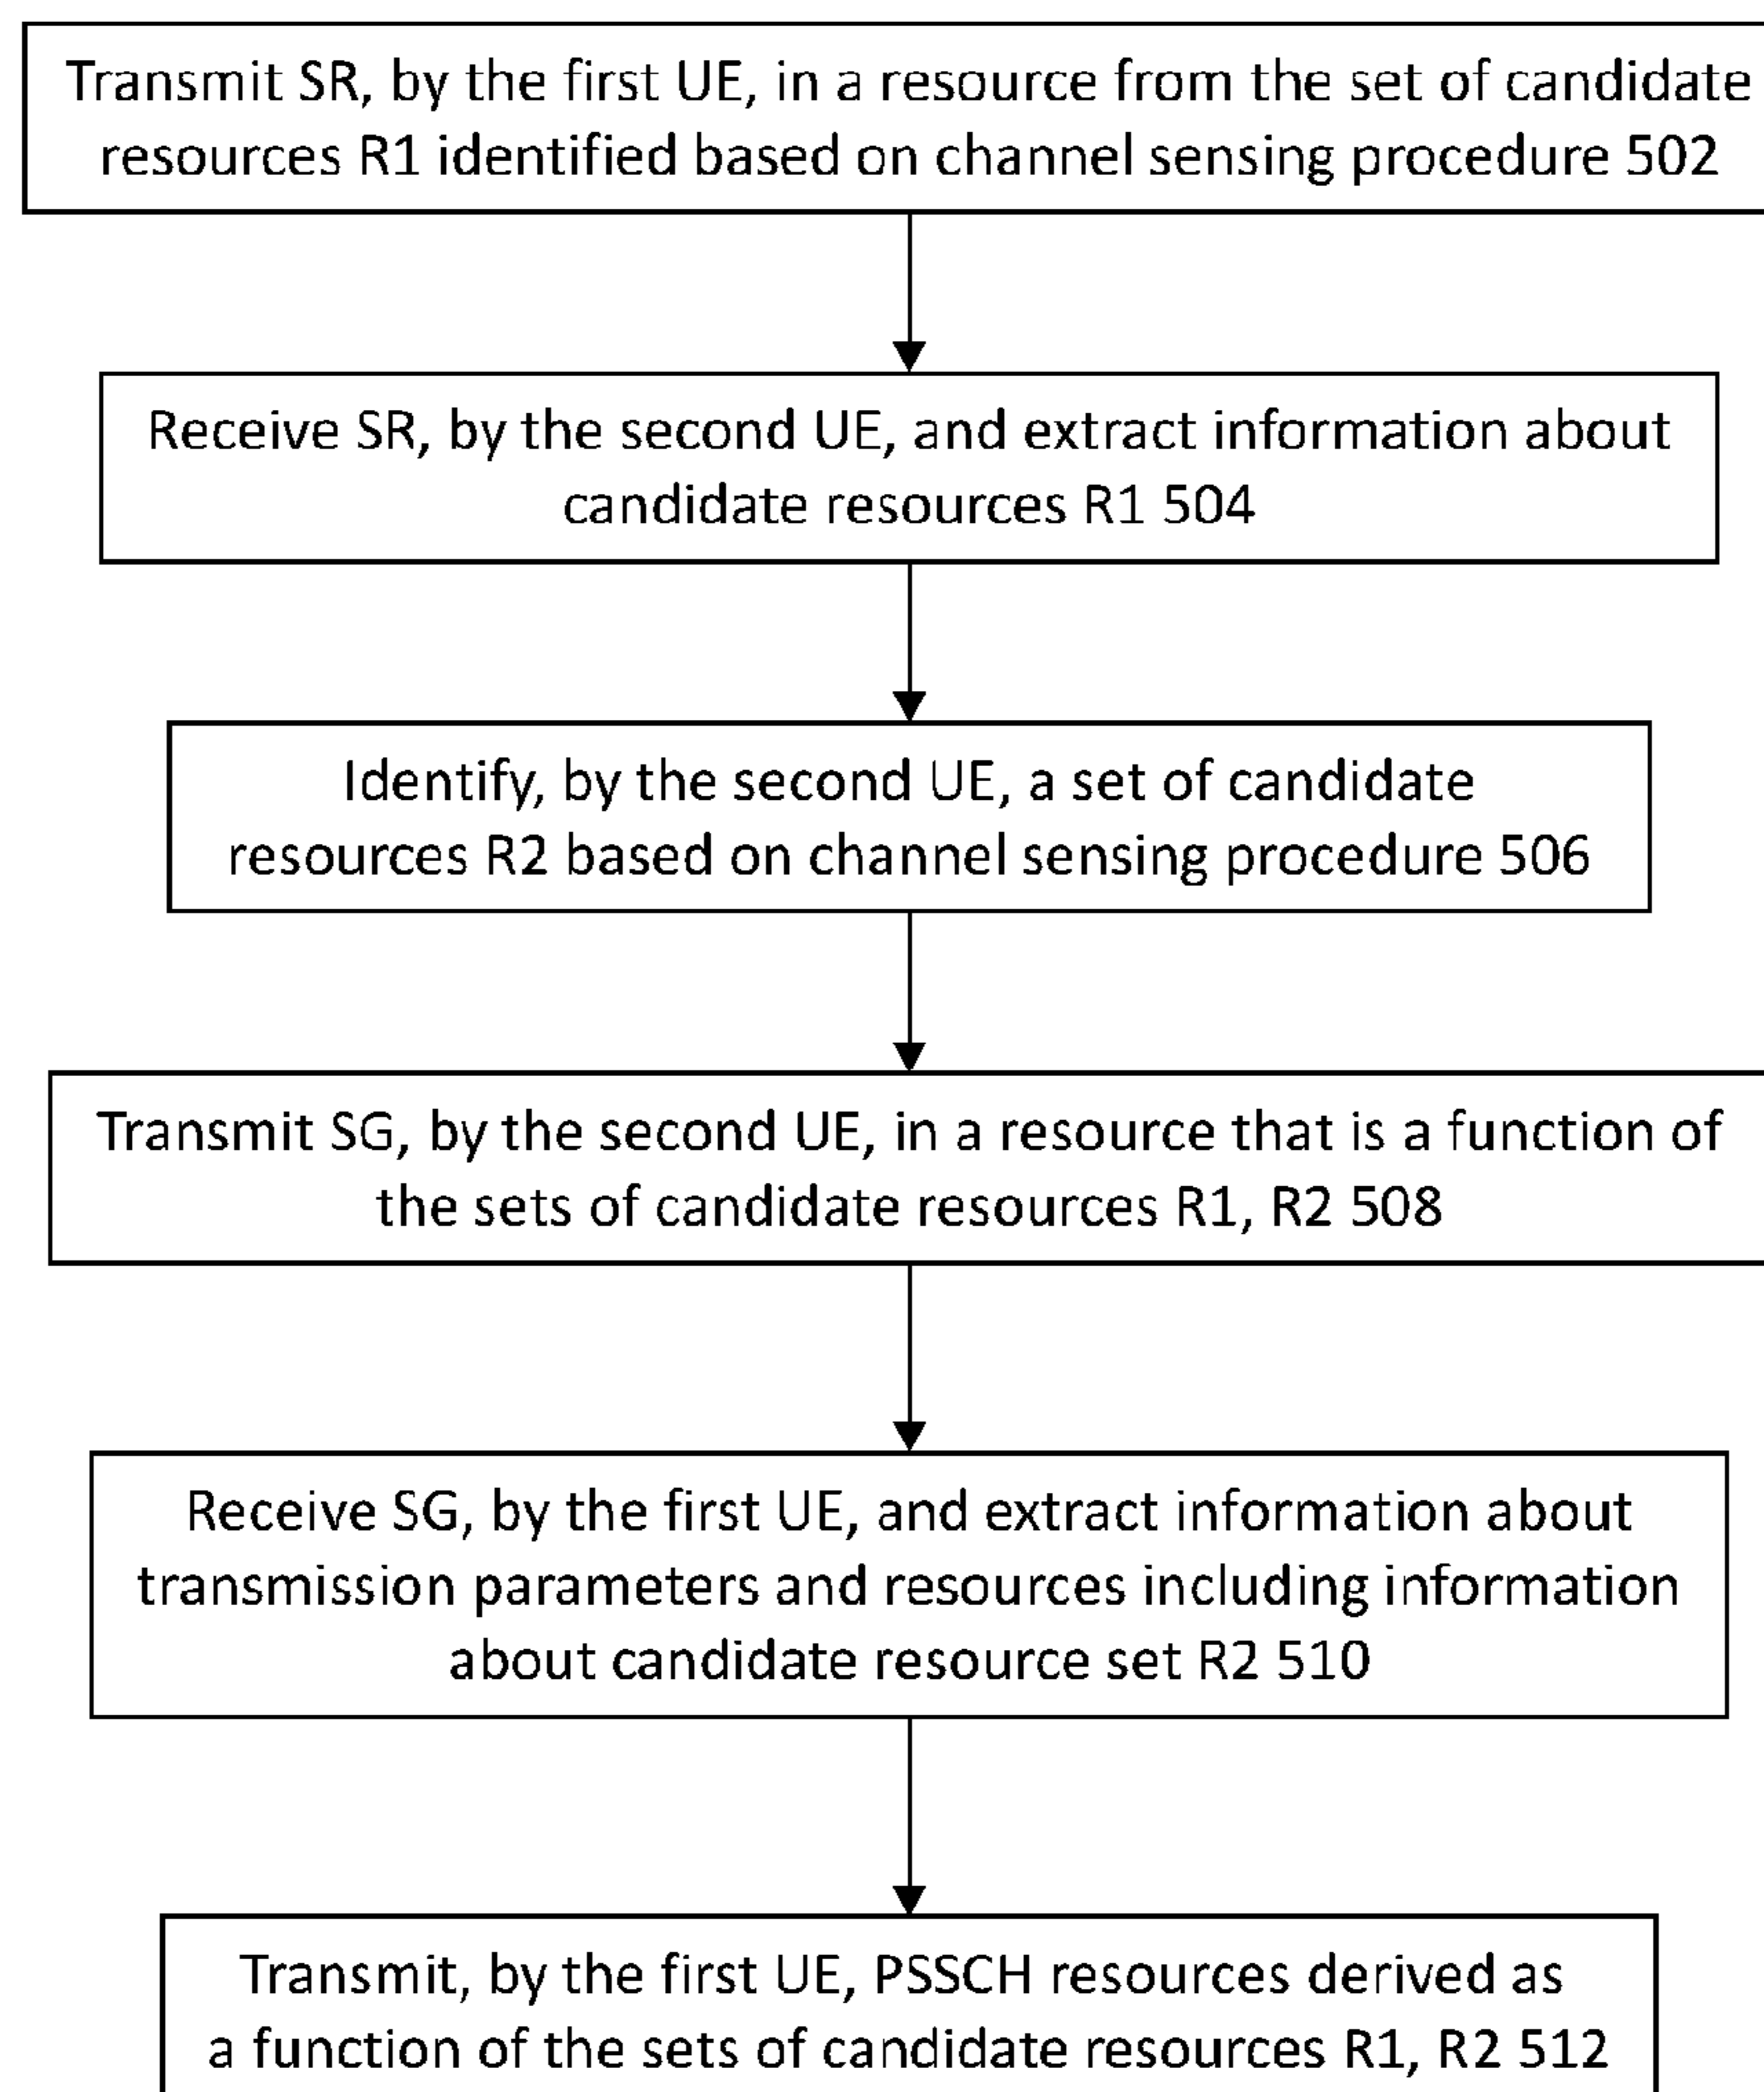 Transmit SR, by the first UE, in a resource from the set of candidate
resources R1 identified based on channel sensing procedure 502
Receive SR, by the second UE, and extract information about
candidate resources R1 504
Identify, by the second UE, a set of candidate
resources R2 based on channel sensing procedure 506
Transmit SG, by the second UE, in a resource that is a function of
the sets of candidate resources R1, R2 508
Receive SG, by the first UE, and extract information about
transmission parameters and resources including information
about candidate resource set R2 510
Transmit, by the first UE, PSSCH resources derived as
a function of the sets of candidate resources R1, R2 512